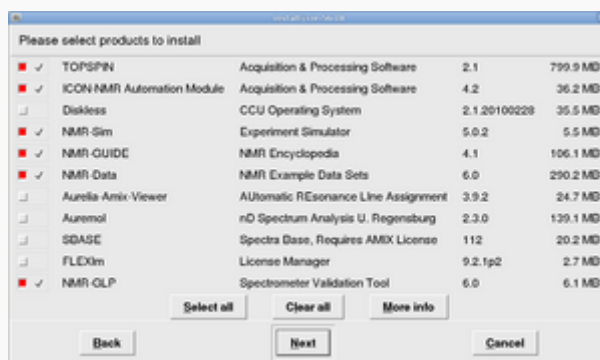 Please select products to install
TOPSPIN Acquisition & Processing Software 2.1 799.9 MB
ICON-NMR Automation Module Acquisition & Processing Software 4.2 36.2 MB
Diskless CCU Operating System 2.1.20100228 35.5 MB
NMR-Sim Experiment Simulator 5.0.2 5.5 MB
NMR-GUIDE NMR Encyclopedia 4.1 106.1 MB
NMR-Data NMR Example Data Sets 6.0 290.2 MB
Aurelia-Amix-Viewer AUtomatic REsonance LIne Assignment 3.9.2 24.7 MB
Auremol nD Spectrum Analysis U. Regensburg 2.3.0 139.1 MB
SBASE Spectra Base, Requires AMIX License 112 20.2 MB
FLEXlm License Manager 9.2.1p2 2.7 MB
NMR-GLP Spectrometer Validation Tool 6.0 6.1 MB
Select all Clear all More info
Back Next Cancel